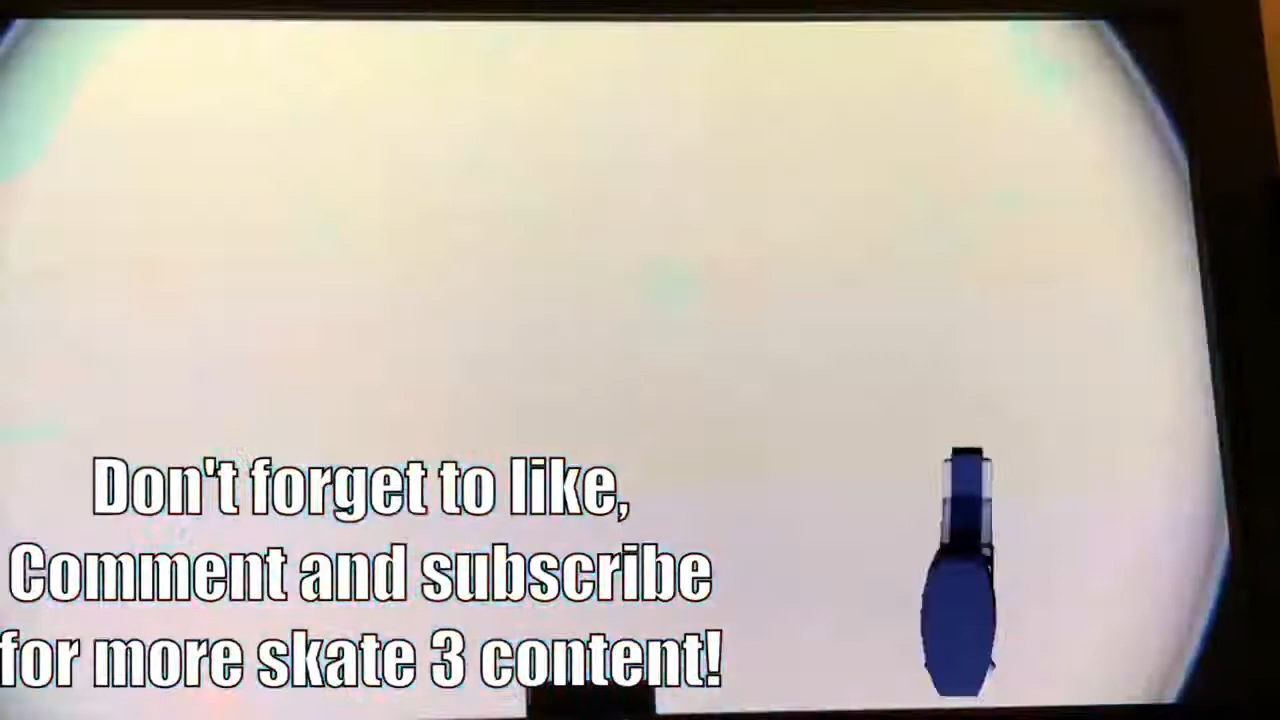 Don't forget to like,
Comment and subscribe
for more skate 3 content!